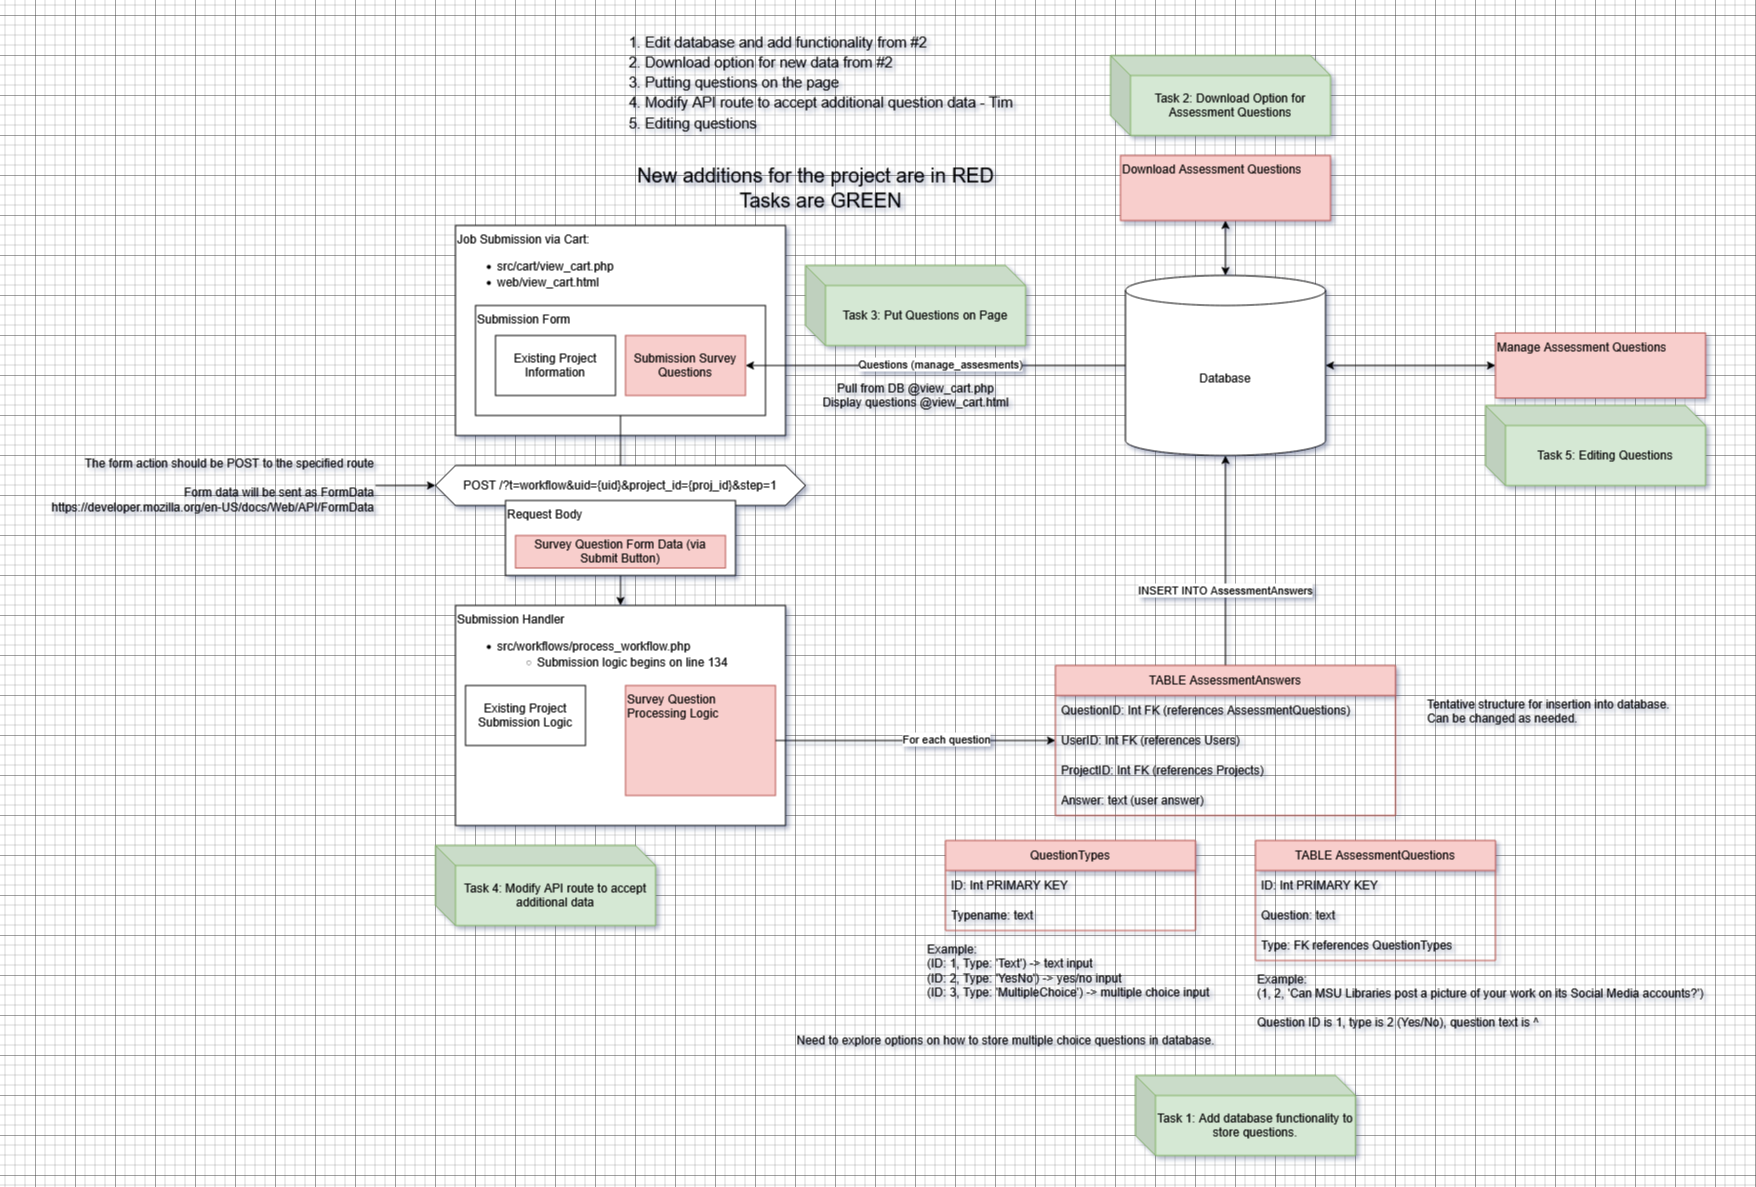 1. Edit database and add functionality from #2
2. Download option for new data from #2
3. Putting questions on the page
4. Modify API route to accept additional question data - Tim
5. Editing questions
Task 2: Download Option for
Assessment Questions
New additions for the project are in RED
Tasks are GREEN
Download Assessment Questions
Job Submission via Cart:
• src/cart/view_cart.php
• web/view_cart.html
Submission Form
Existing Project
Information
Submission Survey
Questions
Task 3: Put Questions on Page
Questions (manage_assesments)
Pull from DB @view_cart.php
Display questions @view_cart.html
Database
Manage Assessment Questions
Task 5: Editing Questions
The form action should be POST to the specified route
Form data will be sent as FormData
https://developer.mozilla.org/en-US/docs/Web/API/FormData
POST /?t=workflow&uid={uid}&project_id={proj_id}&step=1
Request Body
Survey Question Form Data (via
Submit Button)
INSERT INTO AssessmentAnswers
Submission Handler
• src/workflows/process_workflow.php
○ Submission logic begins on line 134
Existing Project
Submission Logic
Survey Question
Processing Logic
For each question
TABLE AssessmentAnswers
QuestionID: Int FK (references AssessmentQuestions)
UserID: Int FK (references Users)
ProjectID: Int FK (references Projects)
Answer: text (user answer)
Tentative structure for insertion into database.
Can be changed as needed.
Task 4: Modify API route to accept
additional data
QuestionTypes
ID: Int PRIMARY KEY
Typename: text
Example:
(ID: 1, Type: 'Text') -> text input
(ID: 2, Type: 'YesNo') -> yes/no input
(ID: 3, Type: 'MultipleChoice') -> multiple choice input
TABLE AssessmentQuestions
ID: Int PRIMARY KEY
Question: text
Type: FK references QuestionTypes
Example:
(1, 2, 'Can MSU Libraries post a picture of your work on its Social Media accounts?')
Question ID is 1, type is 2 (Yes/No), question text is ^
Need to explore options on how to store multiple choice questions in database.
Task 1: Add database functionality to
store questions.